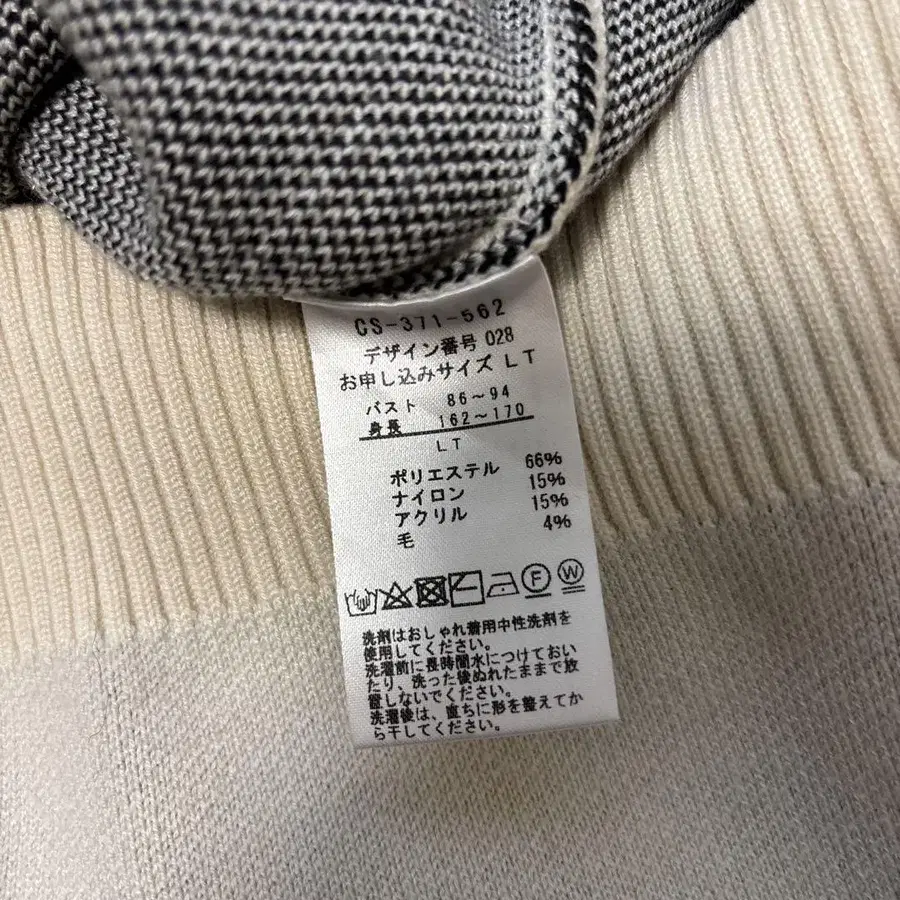 CS-371-562
デザイン番号 028
お申し込みサイズ LT
バスト 86～94
身長 162～170
LT
ポリエステル 66%
ナイロン 15%
アクリル 15%
毛 4%
F W
洗剤はおしゃれ着用中性洗剤を
使用してください。
洗濯前に長時間水につけておい
たり、洗った後ぬれたままで放
置しないでください。
洗濯後は、直ちに形を整えてか
ら干してください。